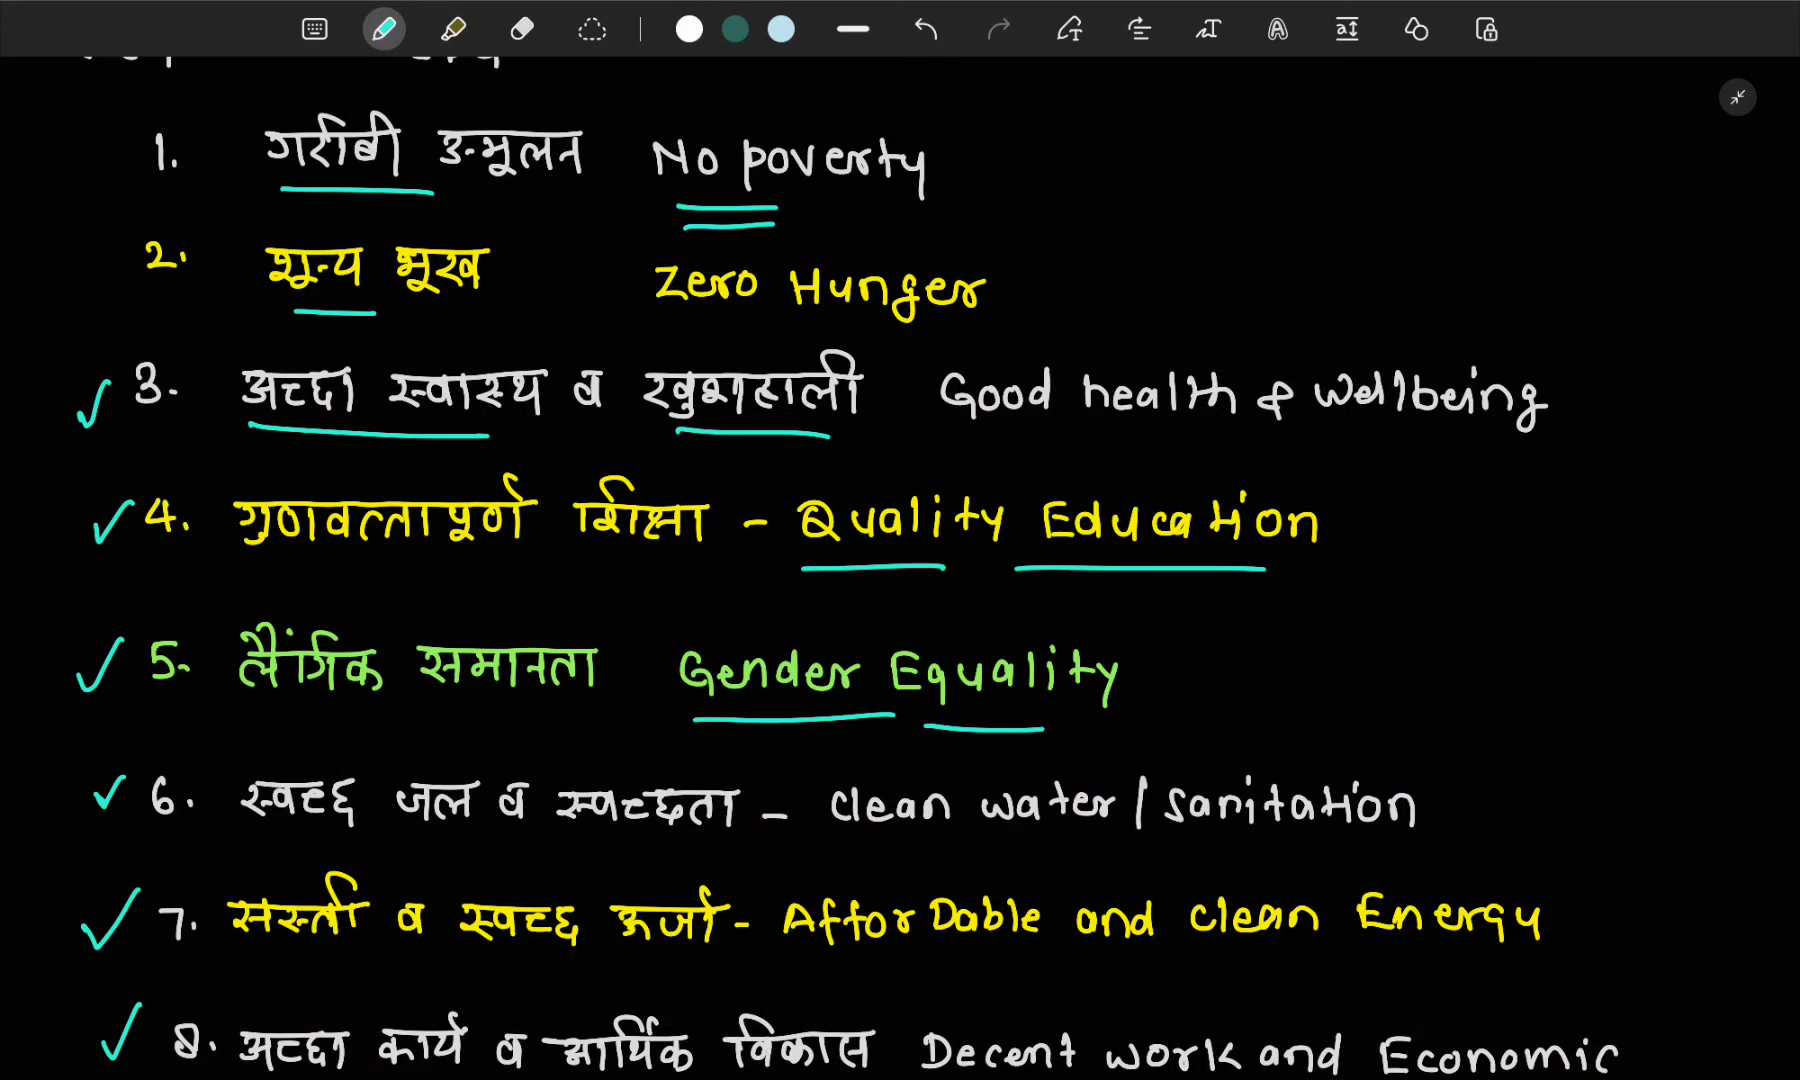 1. गरीबी उन्मूलन No poverty
2. शून्य भूख Zero Hunger
3. अच्छा स्वास्थ व खुशहाली Good health & wellbeing
4. गुणवत्तापूर्ण शिक्षा - Quality Education
5. लैंगिक समानता Gender Equality
6. स्वच्छ जल व स्वच्छता - clean water / sanitation
7. सस्ती व स्वच्छ ऊर्जा - Affordable and clean Energy
8. अच्छा कार्य व आर्थिक विकास Decent work and Economic